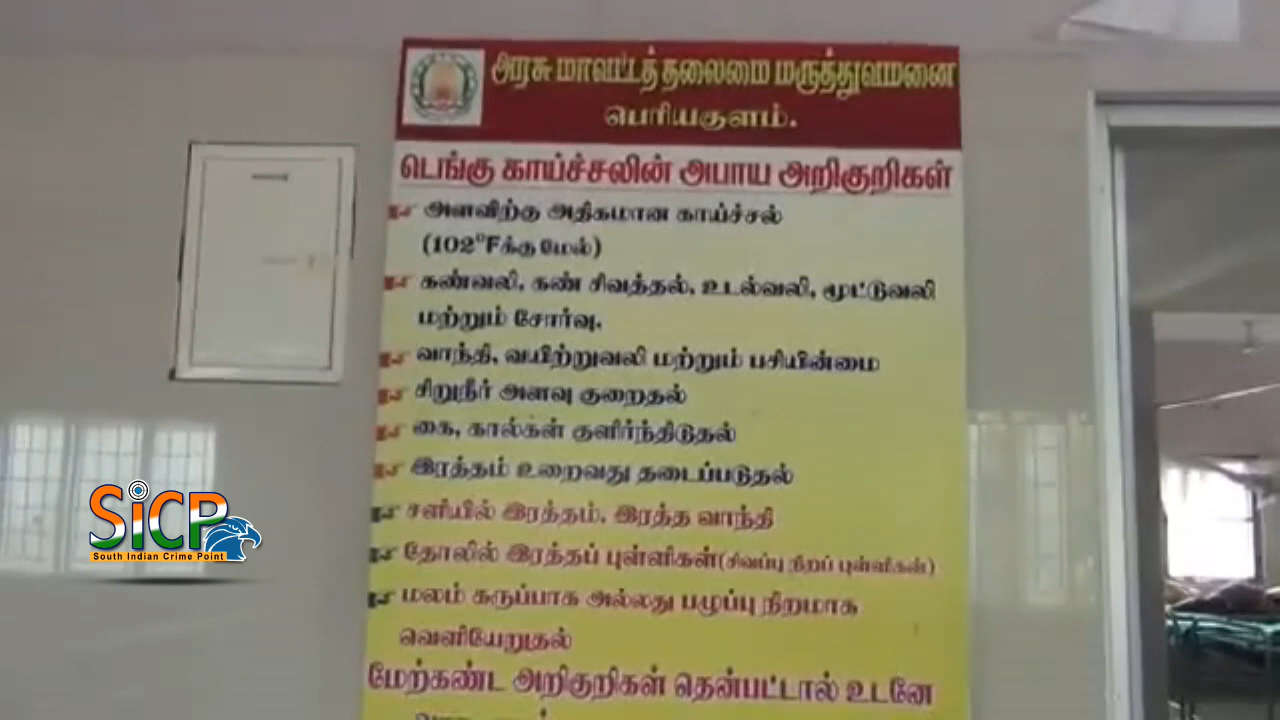 அரசு மாவட்டத்தலைமை மருத்துவமனை
பெரியகுளம்.
டெங்கு காய்ச்சலின் அபாய அறிகுறிகள்
அளவிற்கு அதிகமான காய்ச்சல்
(102°Fக்கு மேல்)
கண்வலி, கண் சிவத்தல், உடல்வலி, மூட்டுவலி
மற்றும் சோர்வு.
வாந்தி, வயிற்றுவலி மற்றும் பசியின்மை
சிறுநீர் அளவு குறைதல்
கை, கால்கள் குளிர்ந்திடுதல்
இரத்தம் உறைவது தடைப்படுதல்
சளியில் இரத்தம், இரத்த வாந்தி
தோலில் இரத்தப் புள்ளிகள் (சிவப்பு நிறப் புள்ளிகள்)
மலம் கருப்பாக அல்லது பழுப்பு நிறமாக
வெளியேறுதல்
மேற்கண்ட அறிகுறிகள் தென்பட்டால் உடனே
SiCP
South Indian Crime Point